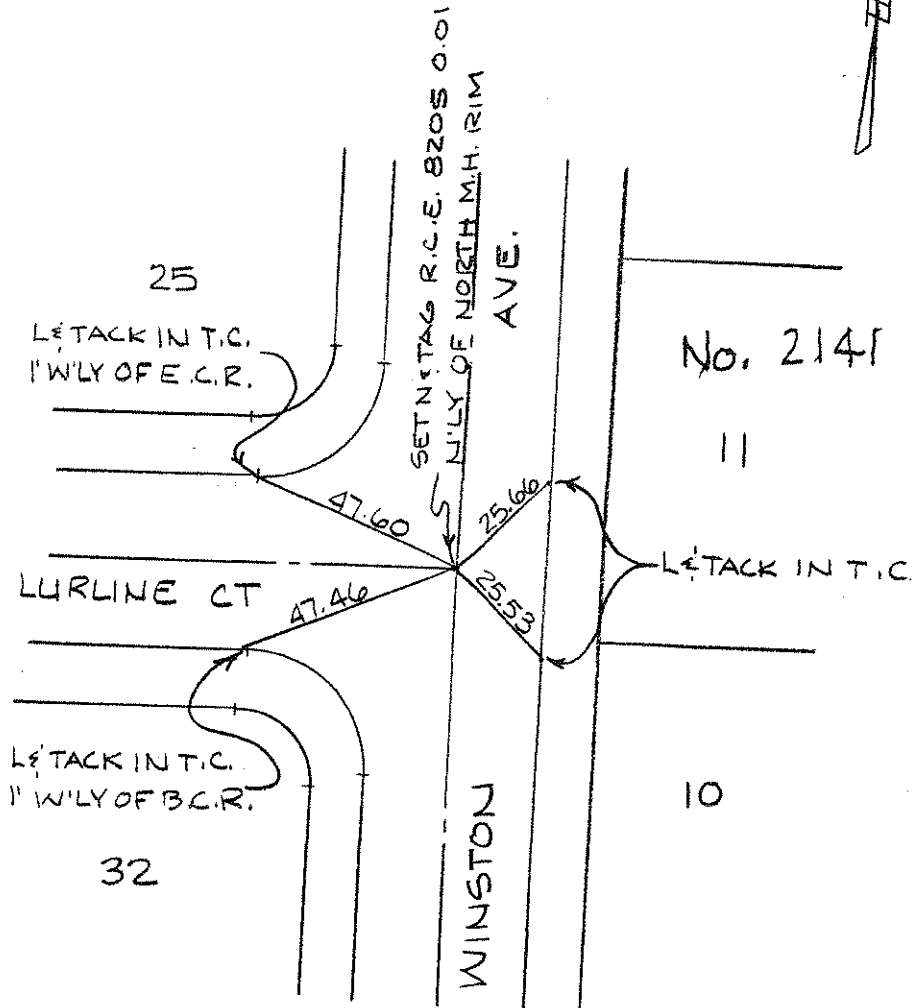 SET N & TAG R.C.E. 8205 0.01
N'LY OF NORTH M.H. RIM
AVE.
25
L & TACK IN T.C.
1' W'LY OF E.C.R.
No. 2141
11
47.60
25.66
L & TACK IN T.C.
LURLINE CT
47.46
25.53
L & TACK IN T.C.
1' W'LY OF B.C.R.
10
32
WINSTON